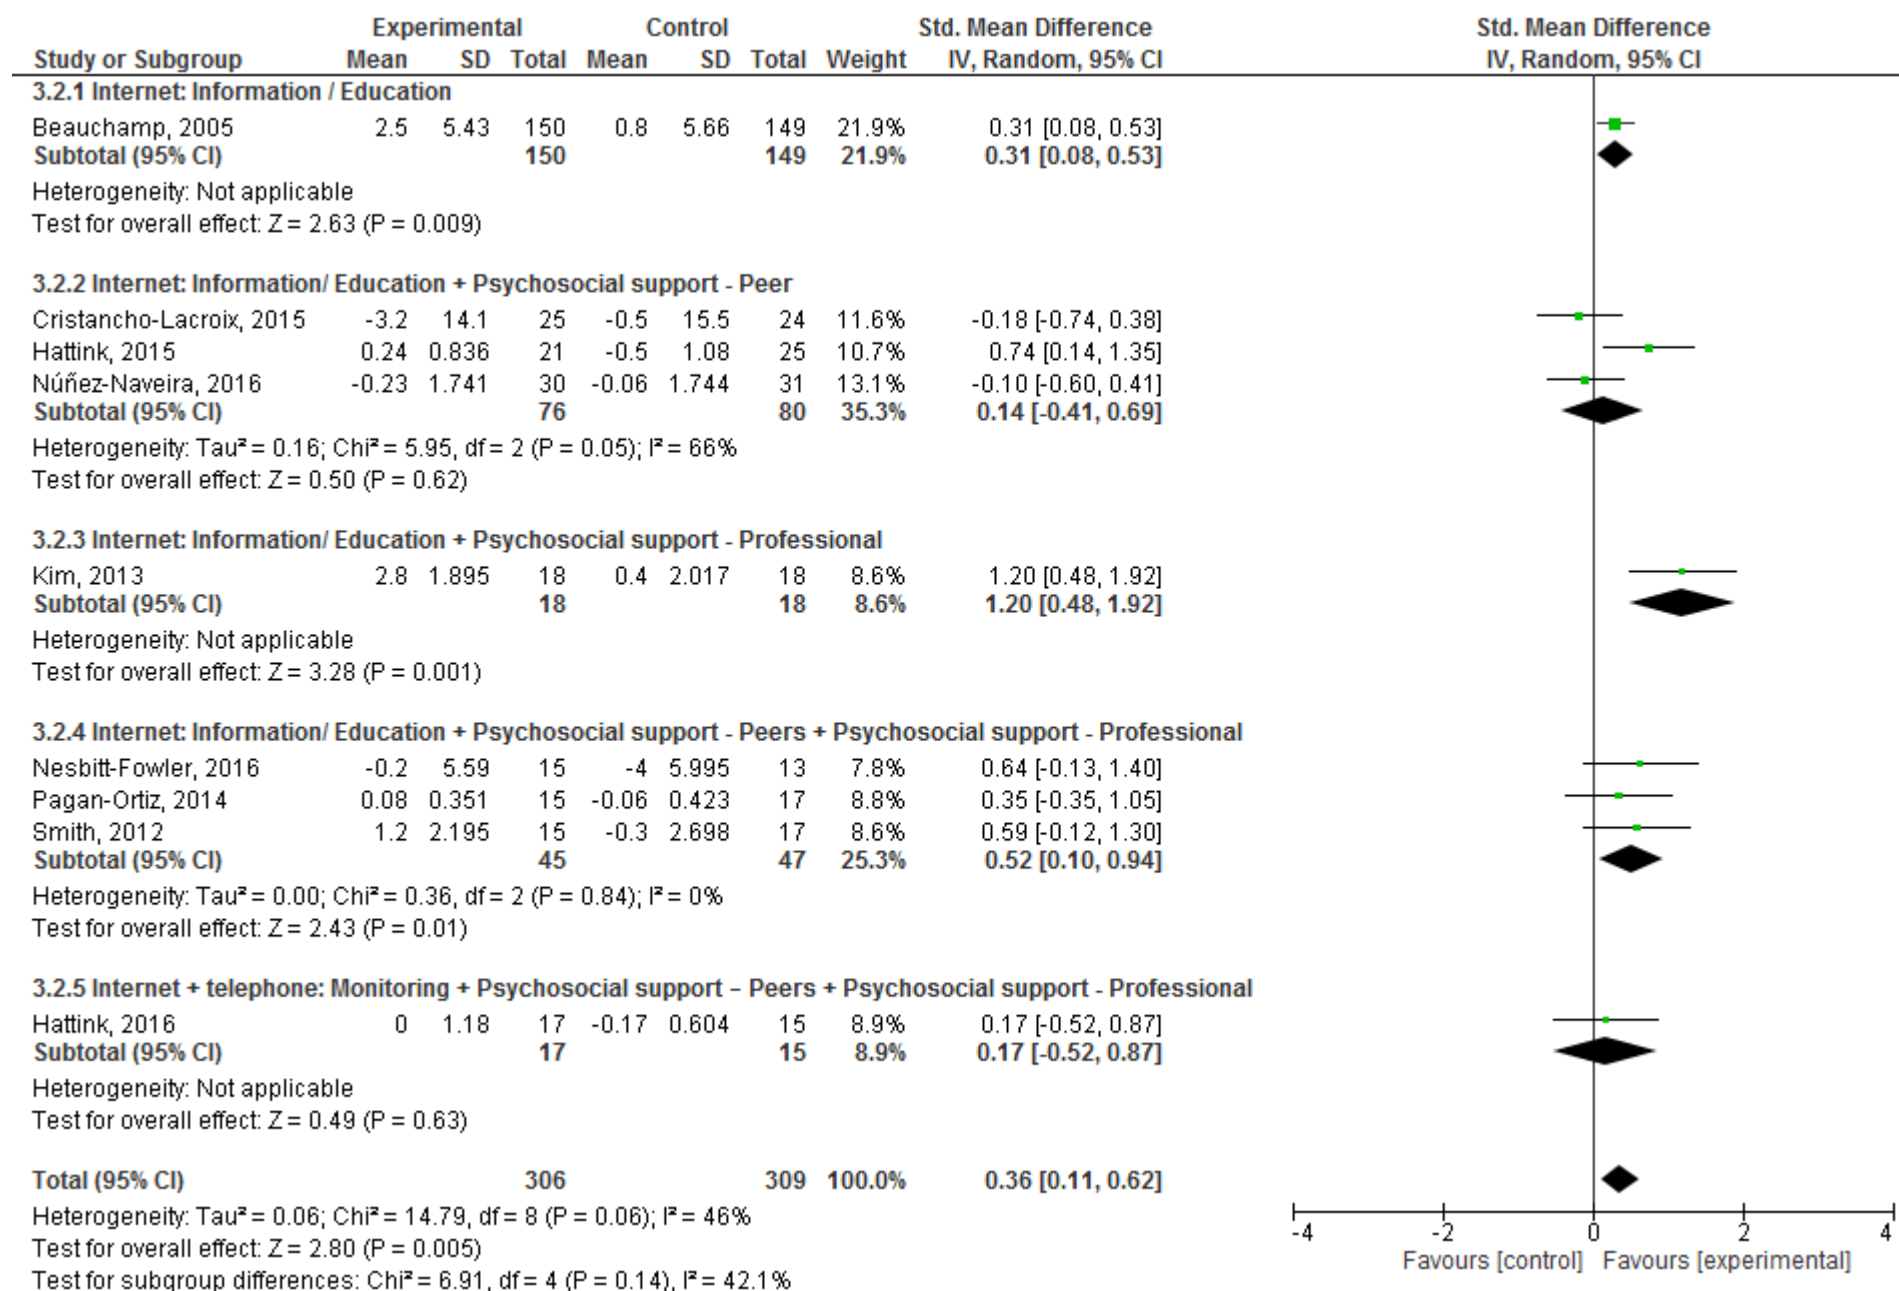 Experimental Control Std. Mean Difference Std. Mean Difference
Study or Subgroup Mean SD Total Mean SD Total Weight IV, Random, 95% CI IV, Random, 95% CI
3.2.1 Internet: Information / Education
Beauchamp, 2005 2.5 5.43 150 0.8 5.66 149 21.9% 0.31 [0.08, 0.53]
Subtotal (95% CI) 150 149 21.9% 0.31 [0.08, 0.53]
Heterogeneity: Not applicable
Test for overall effect: Z = 2.63 (P = 0.009)
3.2.2 Internet: Information/ Education + Psychosocial support - Peer
Cristancho-Lacroix, 2015 -3.2 14.1 25 -0.5 15.5 24 11.6% -0.18 [-0.74, 0.38]
Hattink, 2015 0.24 0.836 21 -0.5 1.08 25 10.7% 0.74 [0.14, 1.35]
Núñez-Naveira, 2016 -0.23 1.741 30 -0.06 1.744 31 13.1% -0.10 [-0.60, 0.41]
Subtotal (95% CI) 76 80 35.3% 0.14 [-0.41, 0.69]
Heterogeneity: Tau² = 0.16; Chi² = 5.95, df = 2 (P = 0.05); I² = 66%
Test for overall effect: Z = 0.50 (P = 0.62)
3.2.3 Internet: Information/ Education + Psychosocial support - Professional
Kim, 2013 2.8 1.895 18 0.4 2.017 18 8.6% 1.20 [0.48, 1.92]
Subtotal (95% CI) 18 18 8.6% 1.20 [0.48, 1.92]
Heterogeneity: Not applicable
Test for overall effect: Z = 3.28 (P = 0.001)
3.2.4 Internet: Information/ Education + Psychosocial support - Peers + Psychosocial support - Professional
Nesbitt-Fowler, 2016 -0.2 5.59 15 -4 5.995 13 7.8% 0.64 [-0.13, 1.40]
Pagan-Ortiz, 2014 0.08 0.351 15 -0.06 0.423 17 8.8% 0.35 [-0.35, 1.05]
Smith, 2012 1.2 2.195 15 -0.3 2.698 17 8.6% 0.59 [-0.12, 1.30]
Subtotal (95% CI) 45 47 25.3% 0.52 [0.10, 0.94]
Heterogeneity: Tau² = 0.00; Chi² = 0.36, df = 2 (P = 0.84); I² = 0%
Test for overall effect: Z = 2.43 (P = 0.01)
3.2.5 Internet + telephone: Monitoring + Psychosocial support – Peers + Psychosocial support - Professional
Hattink, 2016 0 1.18 17 -0.17 0.604 15 8.9% 0.17 [-0.52, 0.87]
Subtotal (95% CI) 17 15 8.9% 0.17 [-0.52, 0.87]
Heterogeneity: Not applicable
Test for overall effect: Z = 0.49 (P = 0.63)
Total (95% CI) 306 309 100.0% 0.36 [0.11, 0.62]
Heterogeneity: Tau² = 0.06; Chi² = 14.79, df = 8 (P = 0.06); I² = 46%
Test for overall effect: Z = 2.80 (P = 0.005)
Test for subgroup differences: Chi² = 6.91, df = 4 (P = 0.14), I² = 42.1%
-4 -2 0 2 4
Favours [control] Favours [experimental]